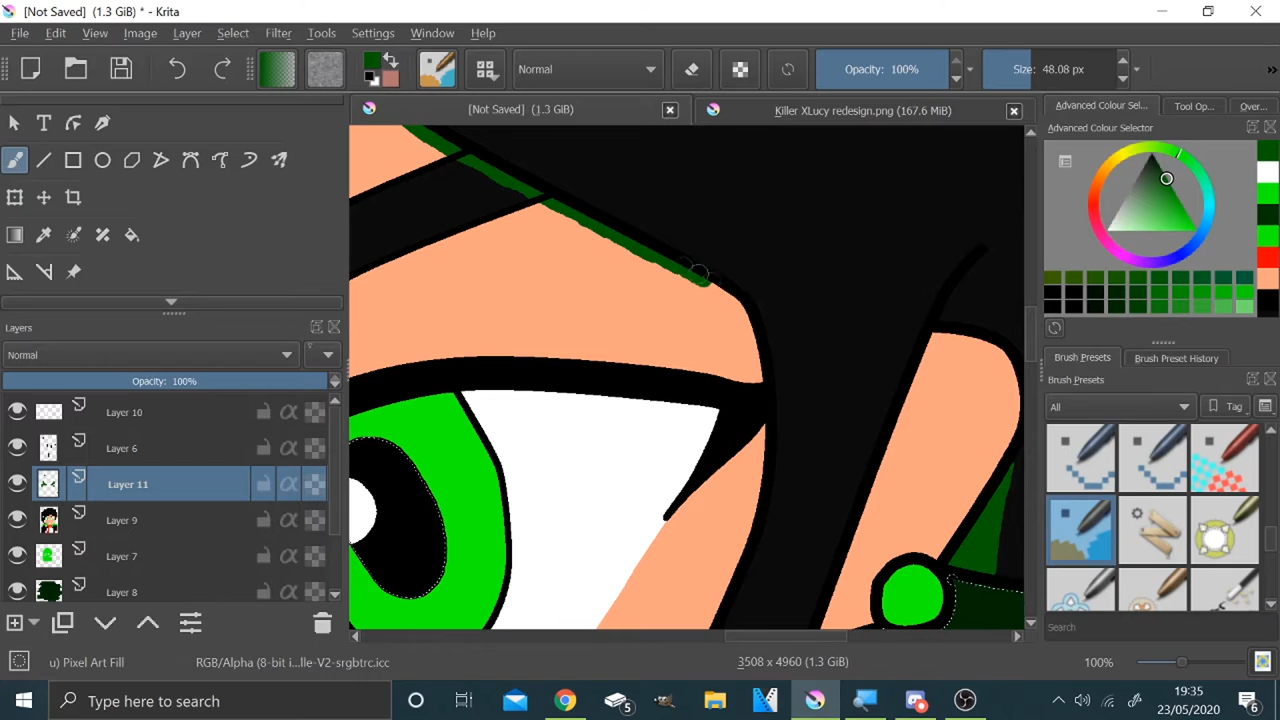 [Not Saved] (1.3 GiB) * - Krita
File Edit View Image Layer Select Filter Tools Settings Window Help
Normal
Opacity: 100%
Size: 48.08 px
[Not Saved] (1.3 GiB)
Killer XLucy redesign.png (167.6 MiB)
Advanced Colour Sel... Tool Op... Over...
Advanced Colour Selector
Layers
Normal
Opacity: 100%
Layer 10
Layer 6
Layer 11
Layer 9
Layer 7
Layer 8
Brush Presets Brush Preset History
Brush Presets
All
Tag
Search
u) Pixel Art Fill
RGB/Alpha (8-bit i...lle-V2-srgbtrc.icc
3508 x 4960 (1.3 GiB)
100%
Type here to search
5
19:35
23/05/2020
6